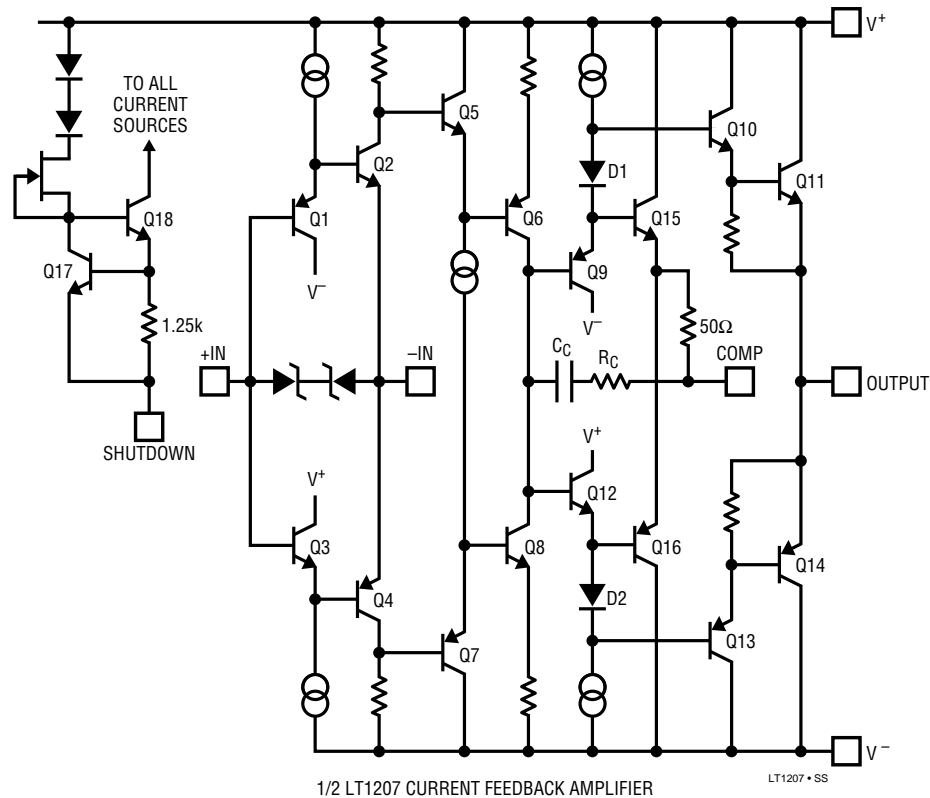 V+
TO ALL
CURRENT
SOURCES
Q5
Q10
Q2
D1
Q11
Q18
Q1
Q6
Q15
Q17
Q9
V–
V–
1.25k
50Ω
CC
RC
COMP
+IN
–IN
OUTPUT
SHUTDOWN
V+
V+
Q12
Q3
Q8
Q16
Q14
Q4
D2
Q7
Q13
V–
LT1207 • SS
1/2 LT1207 CURRENT FEEDBACK AMPLIFIER